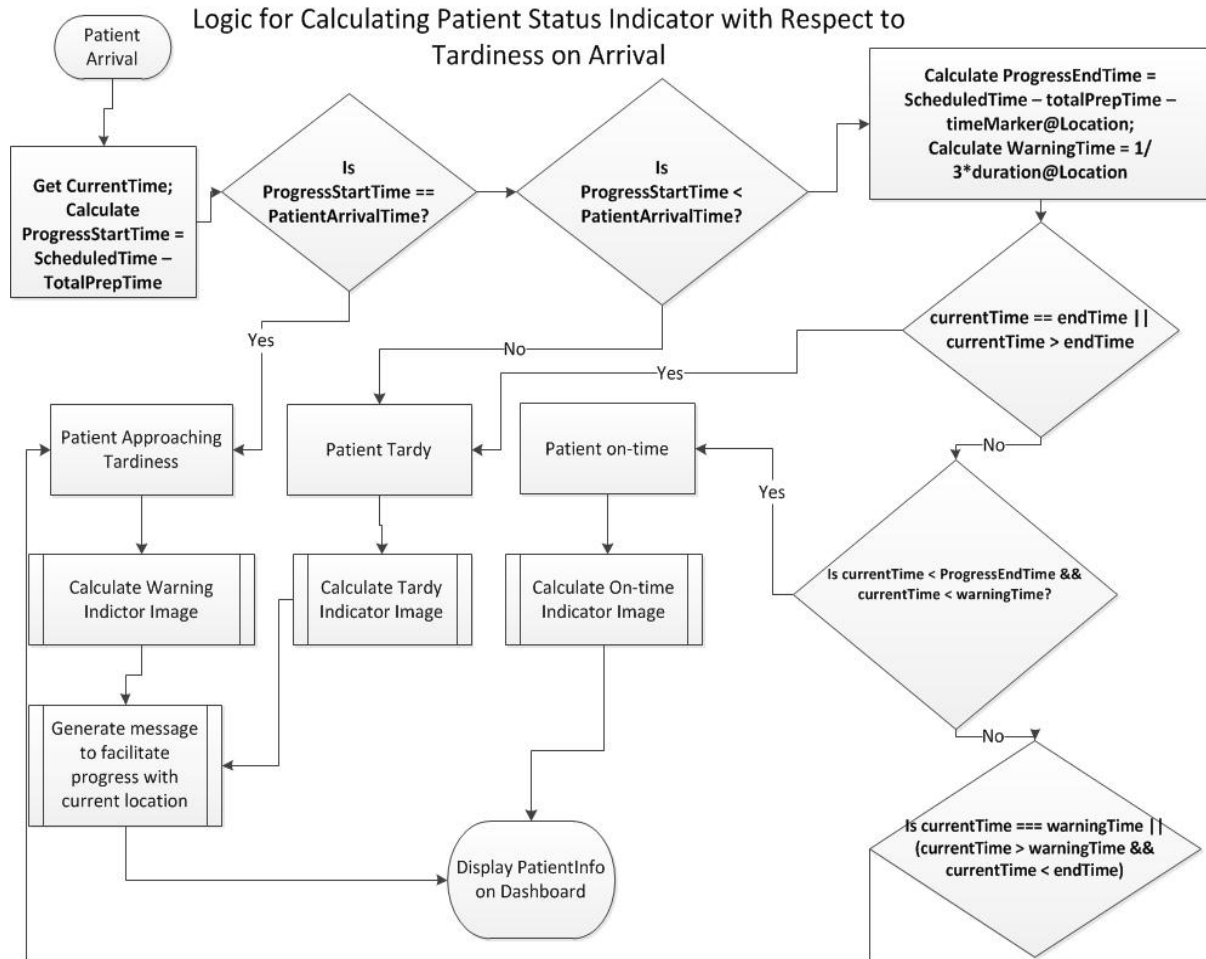 Logic for Calculating Patient Status Indicator with Respect to
Tardiness on Arrival
Patient
Arrival
Get CurrentTime;
Calculate
ProgressStartTime =
ScheduledTime –
TotalPrepTime
Is
ProgressStartTime ==
PatientArrivalTime?
Is
ProgressStartTime <
PatientArrivalTime?
Calculate ProgressEndTime =
ScheduledTime – totalPrepTime –
timeMarker@Location;
Calculate WarningTime = 1/
3*duration@Location
currentTime == endTime ||
currentTime > endTime
Yes
No
Yes
No
Patient Approaching
Tardiness
Patient Tardy
Patient on-time
Yes
Is currentTime < ProgressEndTime &&
currentTime < warningTime?
Calculate Warning
Indictor Image
Calculate Tardy
Indicator Image
Calculate On-time
Indicator Image
Generate message
to facilitate
progress with
current location
No
Is currentTime === warningTime ||
(currentTime > warningTime &&
currentTime < endTime)
Display PatientInfo
on Dashboard